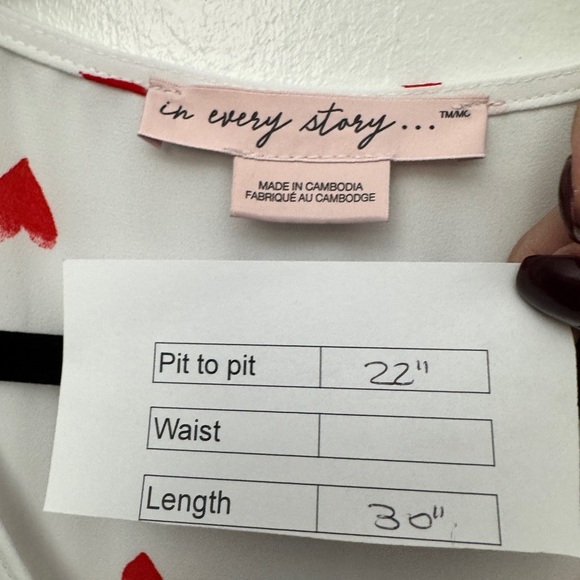 in every story... TM/MC
MADE IN CAMBODIA
FABRIQUÉ AU CAMBODGE
Pit to pit 22"
Waist
Length 30"